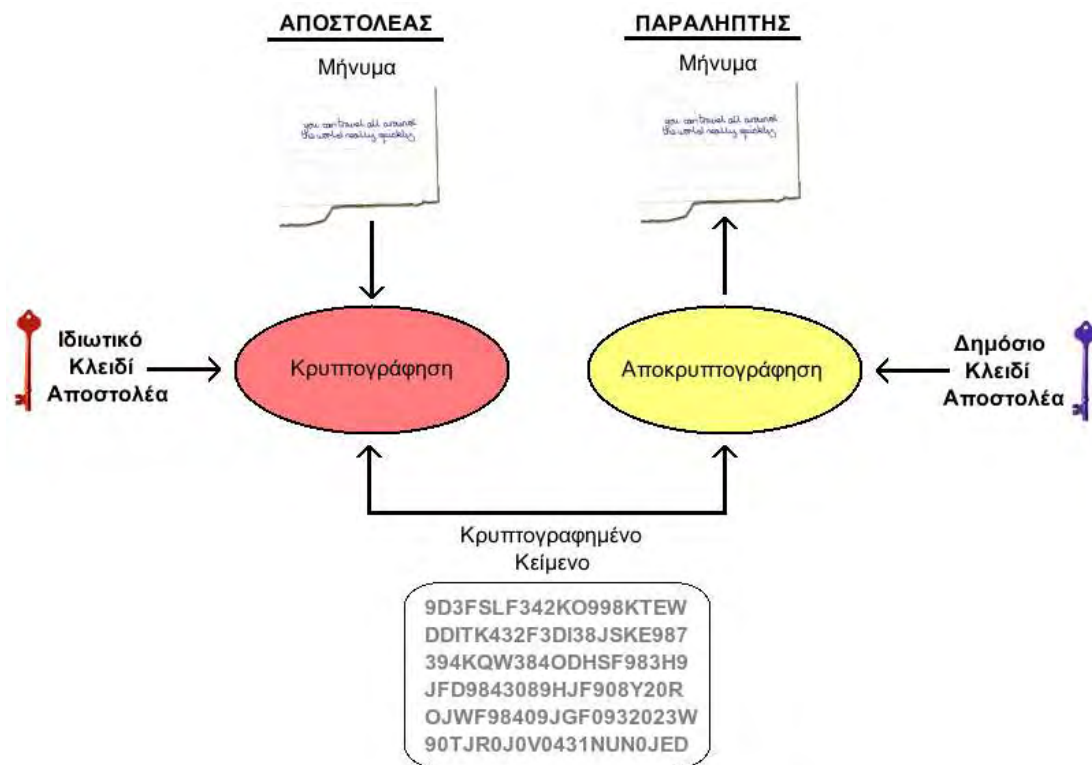 ΑΠΟΣΤΟΛΕΑΣ
Μήνυμα
you can travel all around
the world really quickly
ΠΑΡΑΛΗΠΤΗΣ
Μήνυμα
you can travel all around
the world really quickly
Ιδιωτικό
Κλειδί
Αποστολέα
Κρυπτογράφηση
Αποκρυπτογράφηση
Δημόσιο
Κλειδί
Αποστολέα
Κρυπτογραφημένο
Κείμενο
9D3FSLF342KO998KTEW
DDITK432F3DI38JSKE987
394KQW384ODHSF983H9
JFD9843089HJF908Y20R
OJWF98409JGF0932023W
90TJR0J0V0431NUN0JED